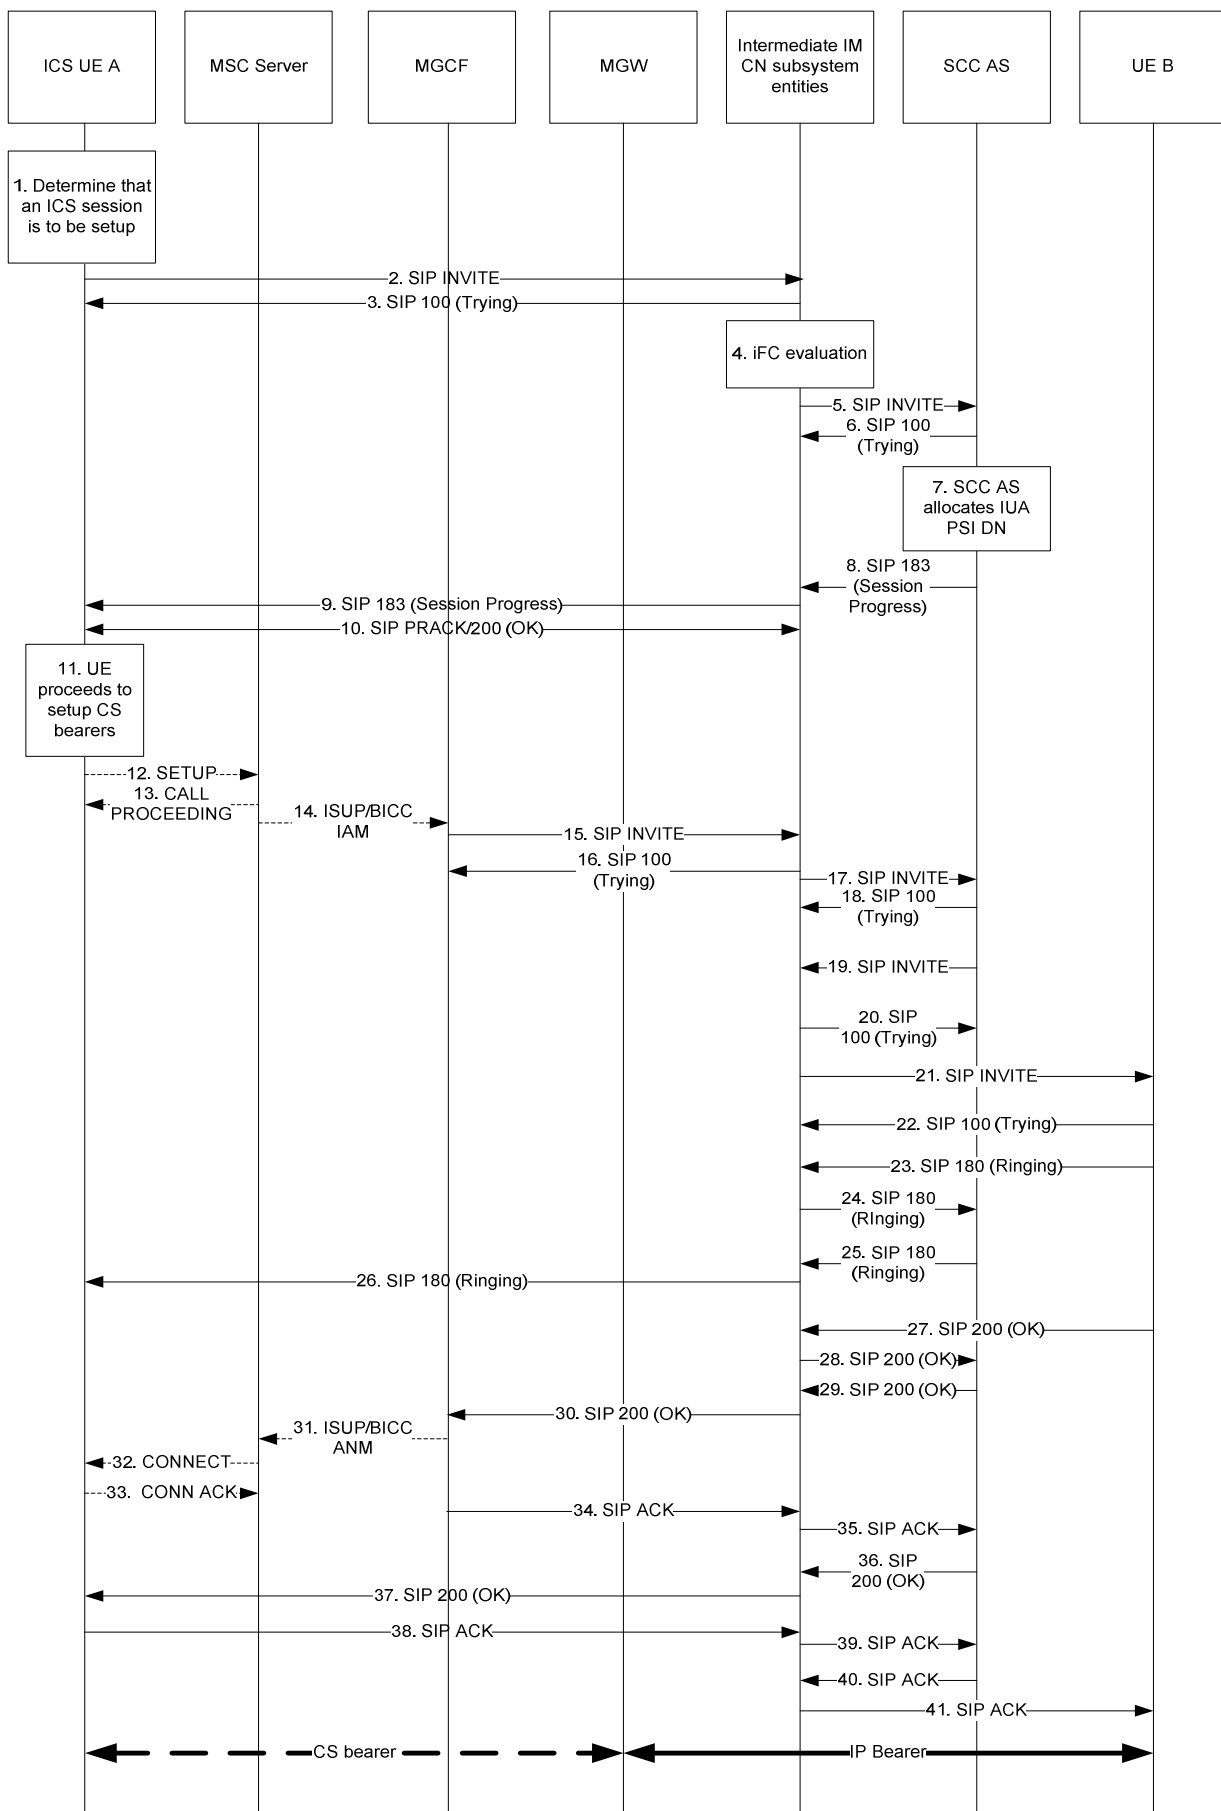 ICS UE A
MSC Server
MGCF
MGW
Intermediate IM
CN subsystem
entities
SCC AS
UE B
1. Determine that
an ICS session
is to be setup
2. SIP INVITE
3. SIP 100 (Trying)
4. iFC evaluation
5. SIP INVITE
6. SIP 100
(Trying)
7. SCC AS
allocates IUA
PSI DN
8. SIP 183
(Session
Progress)
9. SIP 183 (Session Progress)
10. SIP PRACK/200 (OK)
11. UE
proceeds to
setup CS
bearers
12. SETUP
13. CALL
PROCEEDING
14. ISUP/BICC
IAM
15. SIP INVITE
16. SIP 100
(Trying)
17. SIP INVITE
18. SIP 100
(Trying)
19. SIP INVITE
20. SIP
100 (Trying)
21. SIP INVITE
22. SIP 100 (Trying)
23. SIP 180 (Ringing)
24. SIP 180
(RInging)
25. SIP 180
(Ringing)
26. SIP 180 (Ringing)
27. SIP 200 (OK)
28. SIP 200 (OK)
29. SIP 200 (OK)
30. SIP 200 (OK)
31. ISUP/BICC
ANM
32. CONNECT
33. CONN ACK
34. SIP ACK
35. SIP ACK
36. SIP
200 (OK)
37. SIP 200 (OK)
38. SIP ACK
39. SIP ACK
40. SIP ACK
41. SIP ACK
CS bearer
IP Bearer